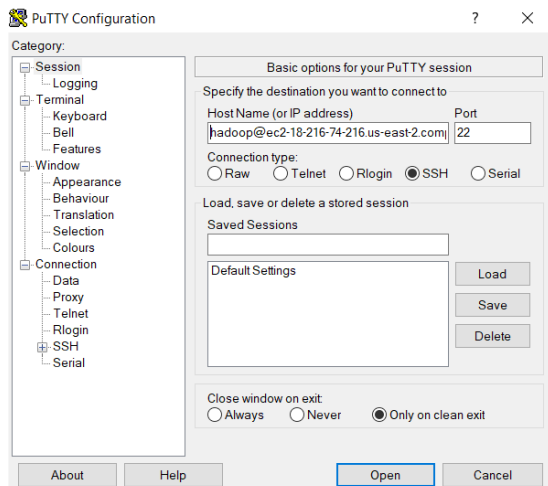 PuTTY Configuration ?
Category:
Session
Logging
Terminal
Keyboard
Bell
Features
Window
Appearance
Behaviour
Translation
Selection
Colours
Connection
Data
Proxy
Telnet
Rlogin
SSH
Serial
Basic options for your PuTTY session
Specify the destination you want to connect to
Host Name (or IP address) Port
hadoop@ec2-18-216-74-216.us-east-2.comp 22
Connection type:
Raw Telnet Rlogin SSH Serial
Load, save or delete a stored session
Saved Sessions
Default Settings
Load
Save
Delete
Close window on exit:
Always Never Only on clean exit
About Help Open Cancel